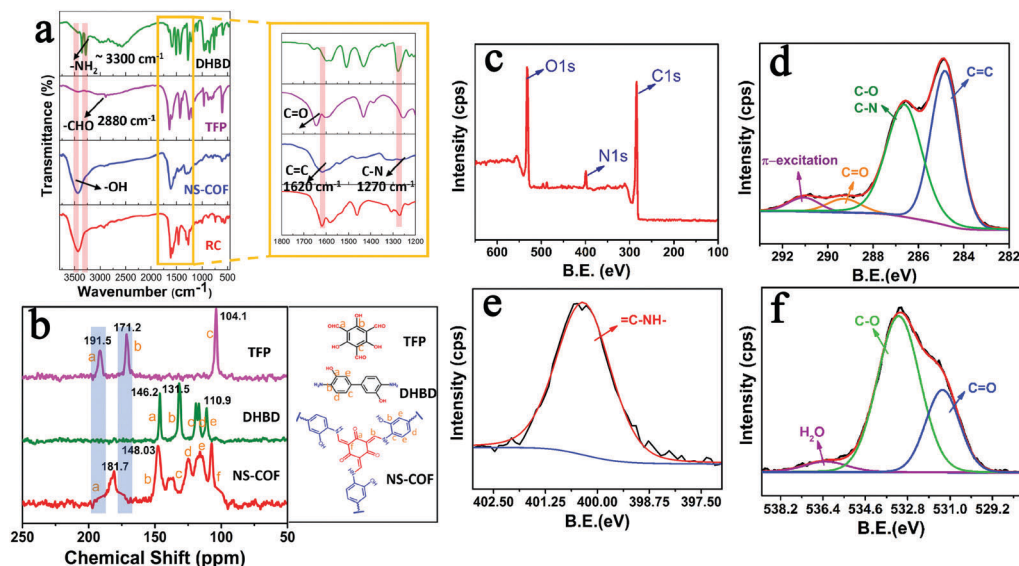 a
Transmittance (%)
-NH2
~ 3300 cm-1
DHBD
-CHO
2880 cm-1
TFP
-OH
NS-COF
RC
3500 3000 2500 2000 1500 1000 500
Wavenumber (cm-1)
C=O
C=C
1620 cm-1
C-N
1270 cm-1
1800 1700 1600 1500 1400 1300 1200
b
191.5
171.2
104.1
a
b
c
TFP
146.2
131.5
110.9
DHBD
a
b
c
e
148.03
181.7
NS-COF
a
b
c
d
e
f
250 200 150 100 50
Chemical Shift (ppm)
TFP
DHBD
NS-COF
c
Intensity (cps)
O1s
C1s
N1s
600 500 400 300 200 100
B.E. (eV)
d
Intensity (cps)
C-O
C-N
C=C
π-excitation
C=O
292 290 288 286 284 282
B.E.(eV)
e
Intensity (cps)
=C-NH-
402.50 401.25 400.00 398.75 397.50
B.E.(eV)
f
Intensity (cps)
C-O
C=O
H2O
538.2 536.4 534.6 532.8 531.0 529.2
B.E.(eV)